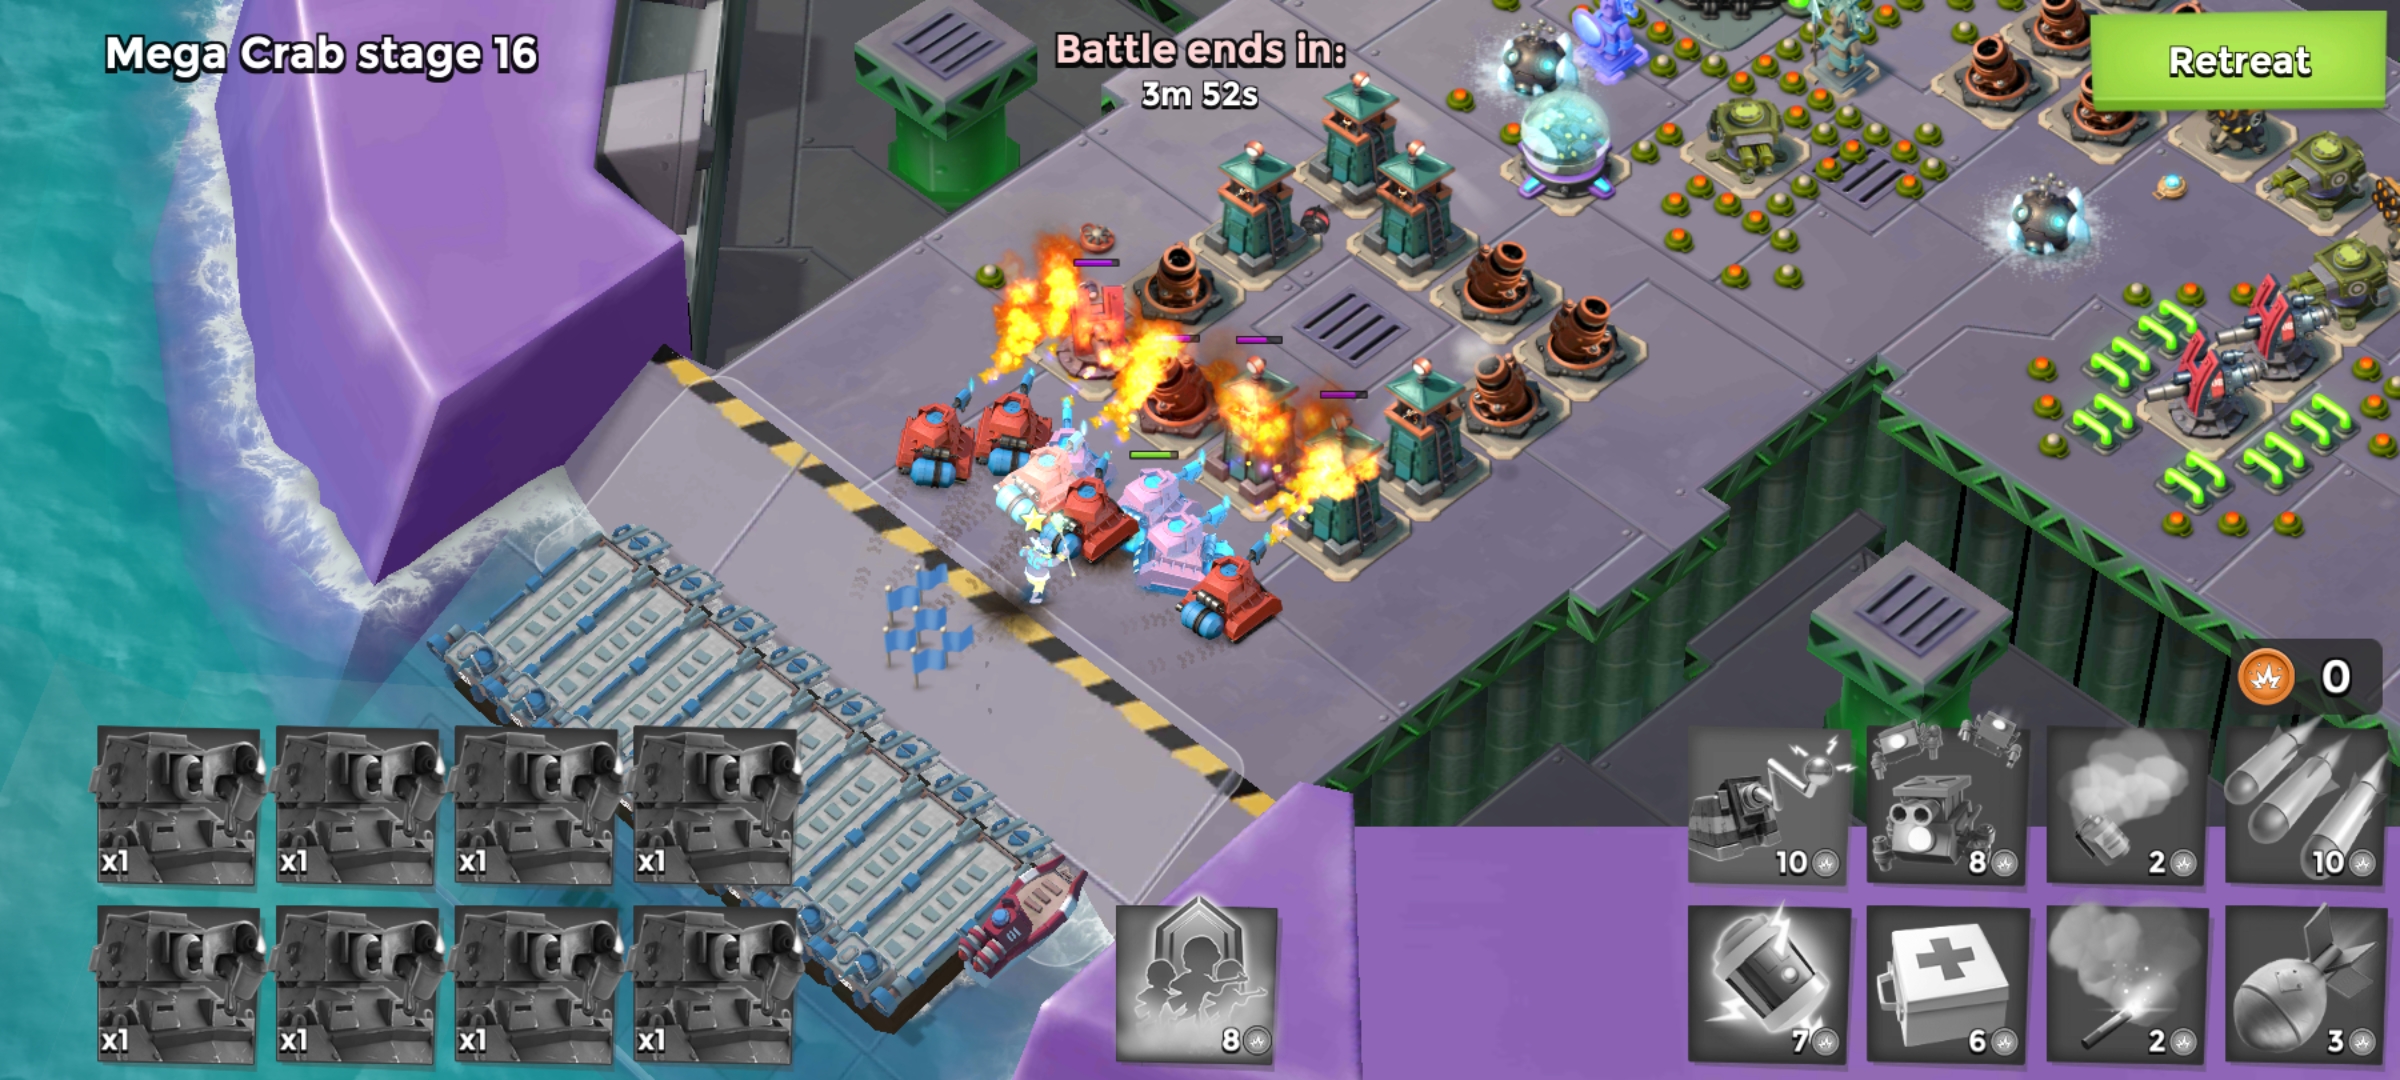 Mega Crab stage 16
Battle ends in:
3m 52s
Retreat
0
x1
x1
x1
x1
10
8
2
10
x1
x1
x1
x1
8
7
6
2
3